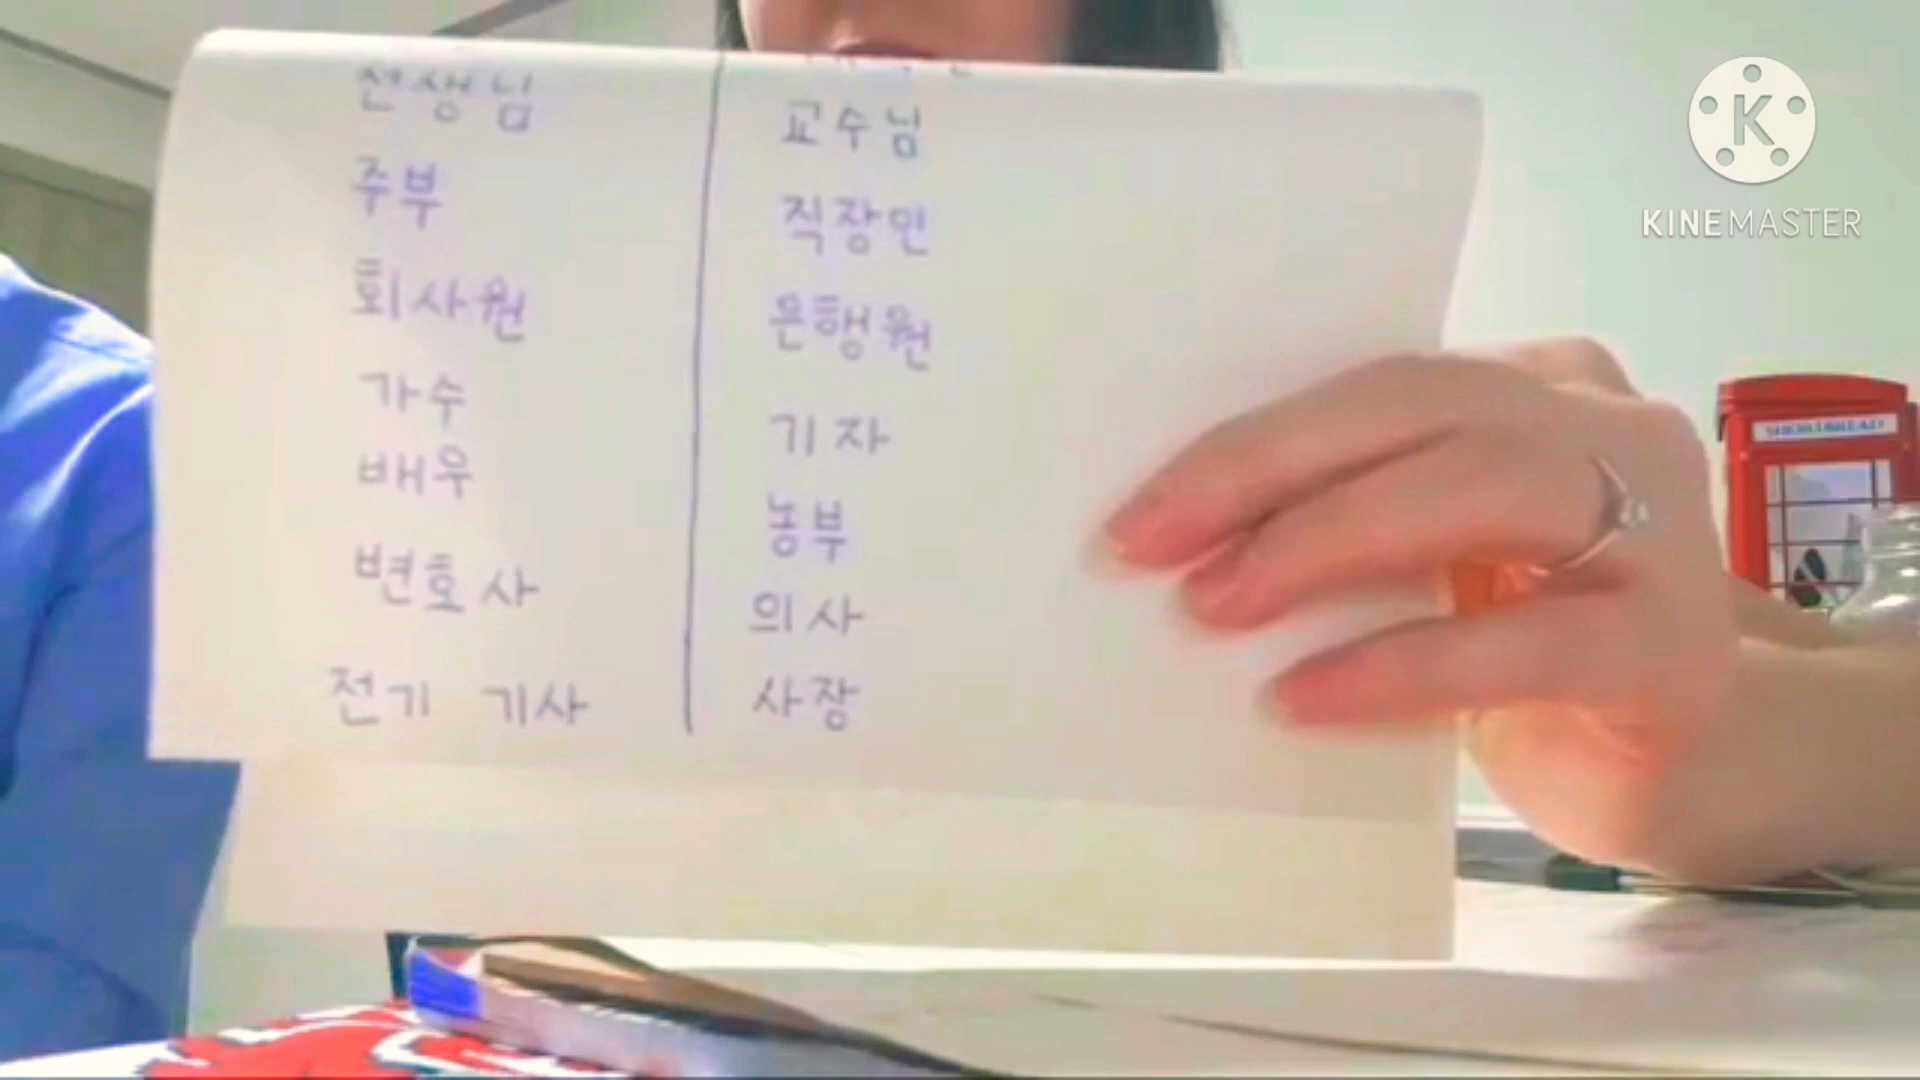 선생님
주부
회사원
가수
배우
변호사
전기 기사
교수님
직장인
은행원
기자
농부
의사
사장
KINEMASTER
SHORTBREAD